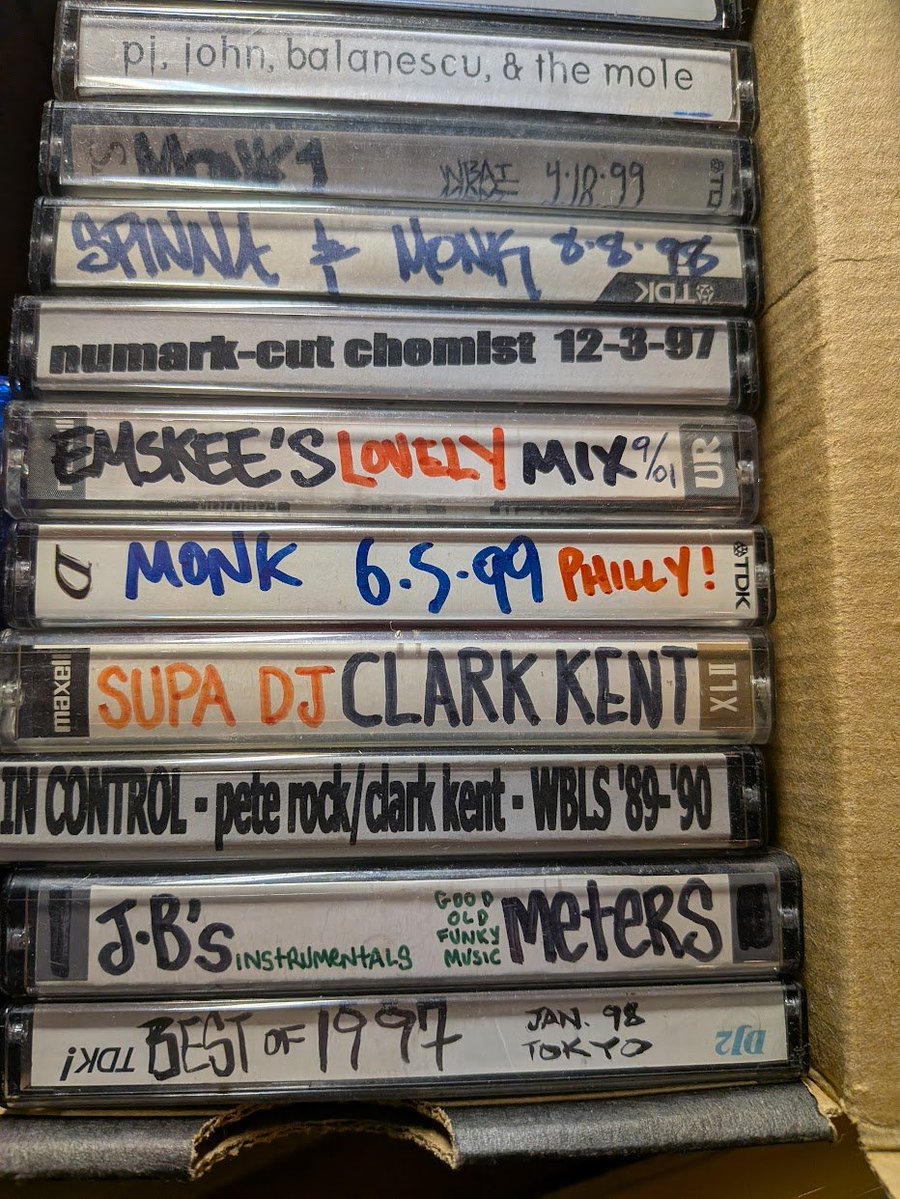 pj, john, balanescu, & the mole
MONK 1 WBAI 4.18.99
SPINNA & MONK 8.8.98
TDK
numark-cut chemist 12-3-97
EMSKEE'S LOVELY MIX 9/01 UR
D MONK 6.5.99 PHILLY! TDK
maxell SUPA DJ CLARK KENT XLII
IN CONTROL - pete rock/clark kent - WBLS '89-'90
J.B's INSTRUMENTALS GOOD OLD FUNKY MUSIC METERS
TDK! BEST OF 1997 JAN. 98 TOKYO DJ2